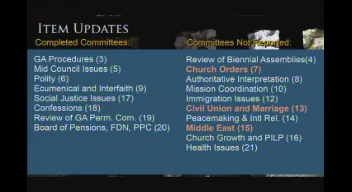 ITEM UPDATES
Completed Committees:
GA Procedures (3)
Mid Council Issues (5)
Polity (6)
Ecumenical and Interfaith (9)
Social Justice Issues (17)
Confessions (18)
Review of GA Perm. Com. (19)
Board of Pensions, FDN, PPC (20)
Committees Not Reported:
Review of Biennial Assemblies(4)
Church Orders (7)
Authoritative Interpretation (8)
Mission Coordination (10)
Immigration Issues (12)
Civil Union and Marriage (13)
Peacemaking & Intl Rel. (14)
Middle East (15)
Church Growth and PILP (16)
Health Issues (21)